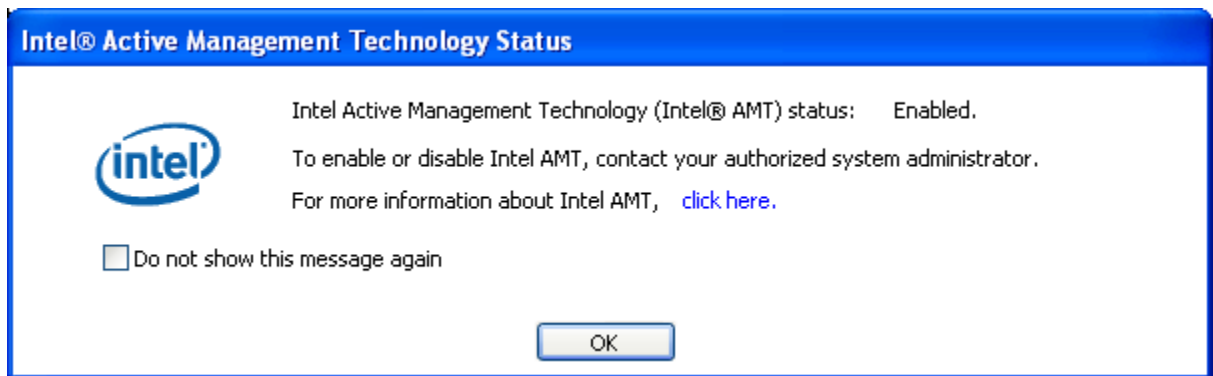 Intel® Active Management Technology Status
Intel Active Management Technology (Intel® AMT) status: Enabled.
intel®
To enable or disable Intel AMT, contact your authorized system administrator.
For more information about Intel AMT, click here.
Do not show this message again
OK